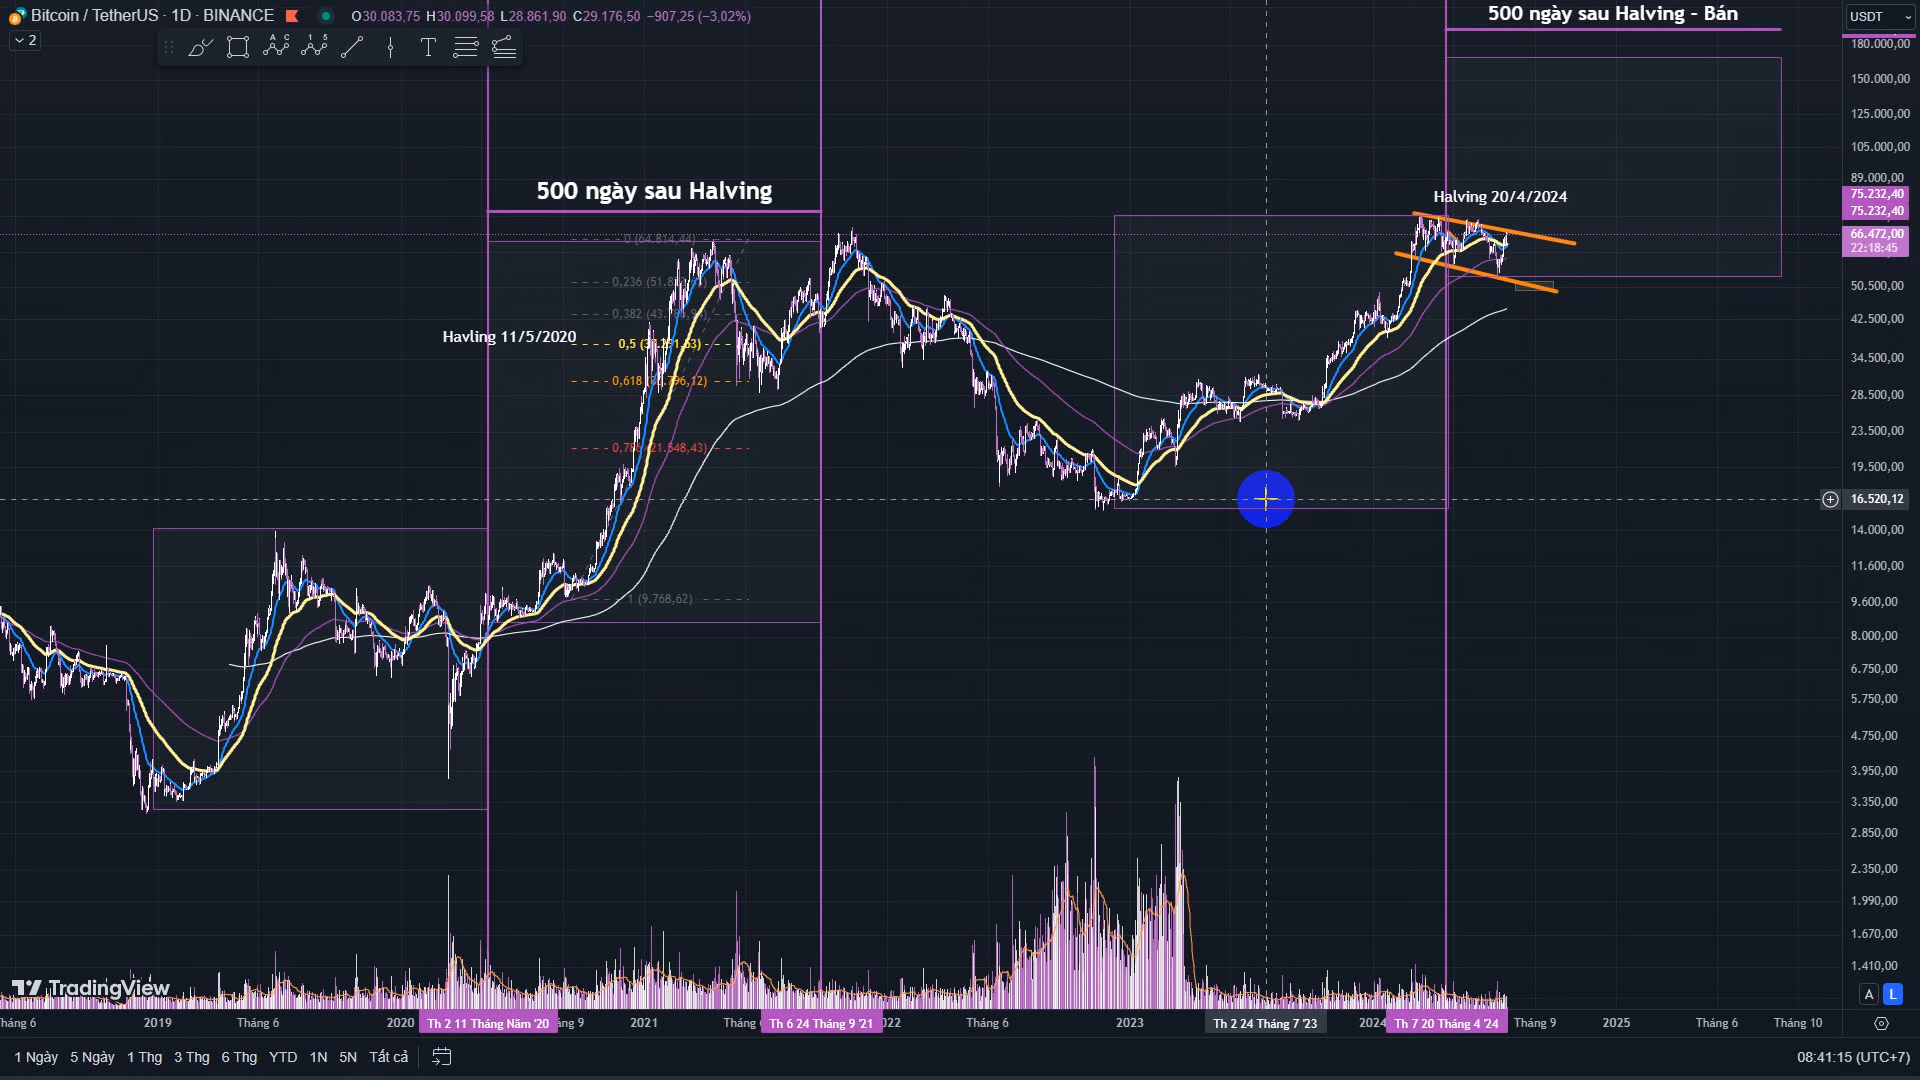 Bitcoin / TetherUS · 1D · BINANCE
O30.083,75 H30.099,58 L28.861,90 C29.176,50 −907,25 (−3,02%)
2
500 ngày sau Halving - Bán
USDT
180.000,00
150.000,00
125.000,00
105.000,00
89.000,00
75.232,40
75.232,40
66.472,00
22:18:45
50.500,00
42.500,00
34.500,00
28.500,00
23.500,00
19.500,00
16.520,12
14.000,00
11.600,00
9.600,00
8.000,00
6.750,00
5.750,00
4.750,00
3.950,00
3.350,00
2.850,00
2.350,00
1.990,00
1.670,00
1.410,00
500 ngày sau Halving
Halving 20/4/2024
Havling 11/5/2020
0 (64.814,44)
0,236
0,382
0,5
0,618
(21.548,43)
1 (9.768,62)
TradingView
A L
2019
Tháng 6
2020
Th 2 11 Tháng Năm '20
2021
Th 6 24 Tháng 9 '21
Tháng 6
2023
Th 2 24 Tháng 7 '23
2024
Th 7 20 Tháng 4 '24
Tháng 9
2025
Tháng 6
Tháng 10
1 Ngày 5 Ngày 1 Thg 3 Thg 6 Thg YTD 1N 5N Tất cả
08:41:15 (UTC+7)